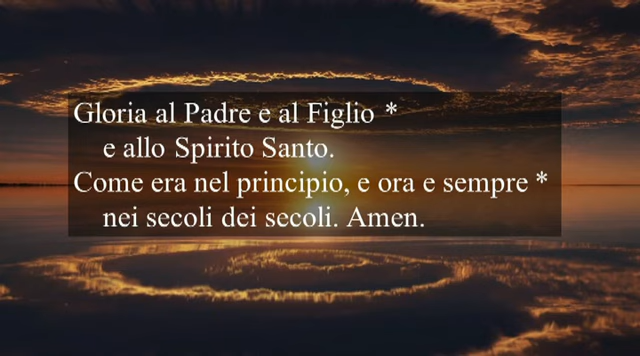 Gloria al Padre e al Figlio *
e allo Spirito Santo.
Come era nel principio, e ora e sempre *
nei secoli dei secoli. Amen.